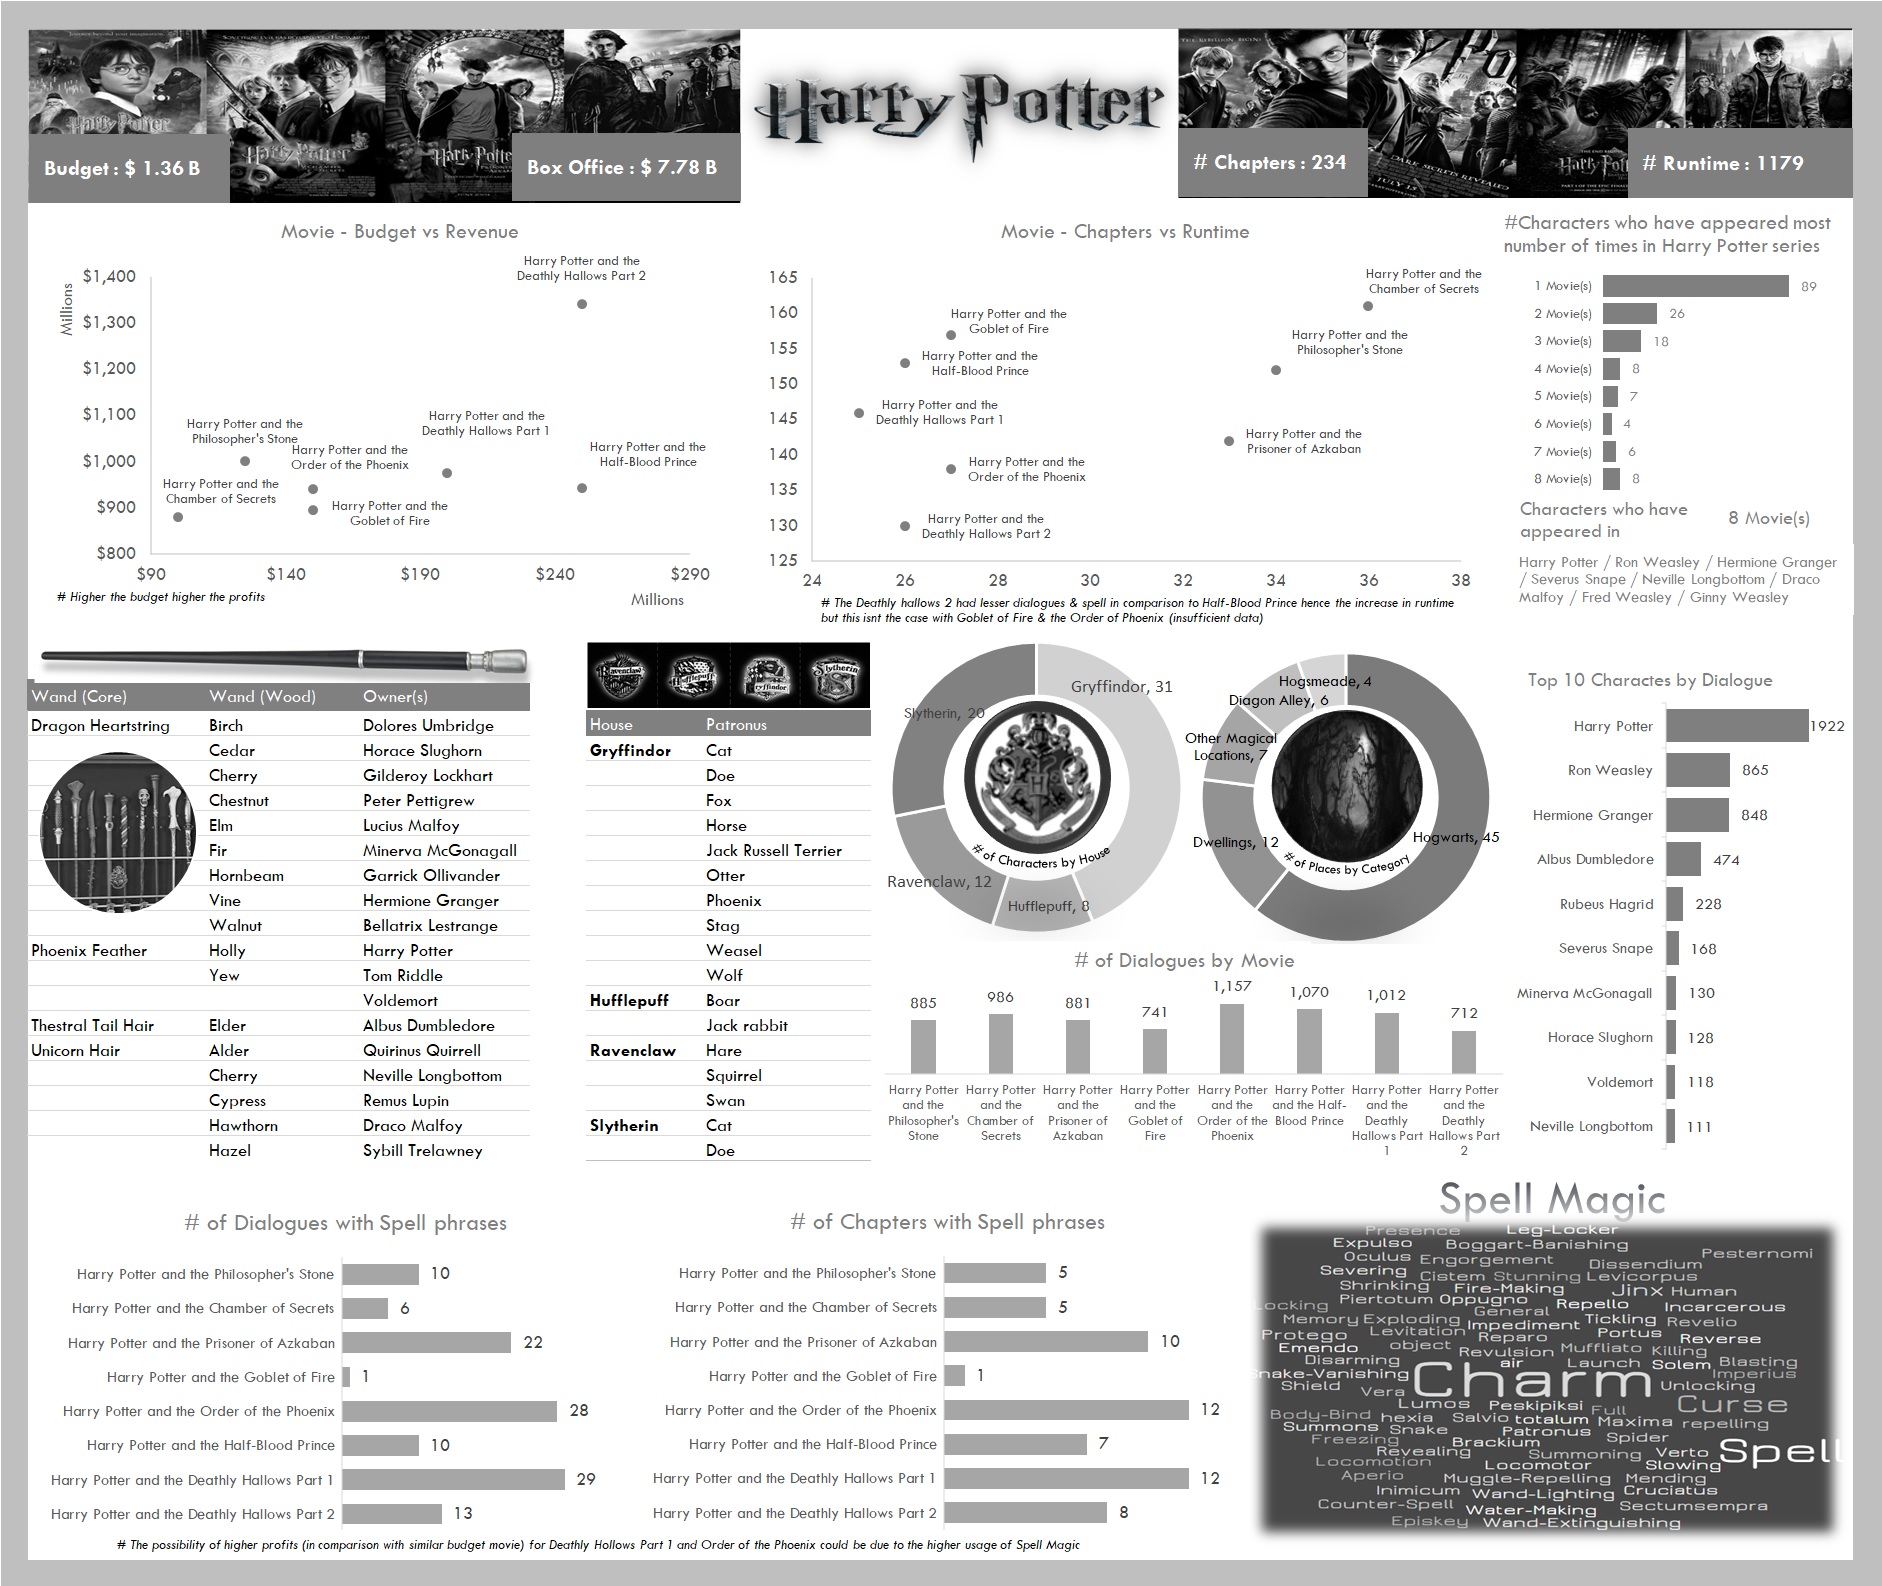 Harry Potter
Budget : $ 1.36 B
Box Office : $ 7.78 B
# Chapters : 234
# Runtime : 1179
Movie - Budget vs Revenue
Millions
$1,400
$1,300
$1,200
$1,100
$1,000
$900
$800
$90
$140
$190
$240
$290
Millions
Harry Potter and the
Deathly Hallows Part 2
Harry Potter and the
Philosopher's Stone
Harry Potter and the
Order of the Phoenix
Harry Potter and the
Deathly Hallows Part 1
Harry Potter and the
Half-Blood Prince
Harry Potter and the
Chamber of Secrets
Harry Potter and the
Goblet of Fire
# Higher the budget higher the profits
Movie - Chapters vs Runtime
165
160
155
150
145
140
135
130
125
24
26
28
30
32
34
36
38
Harry Potter and the
Chamber of Secrets
Harry Potter and the
Goblet of Fire
Harry Potter and the
Philosopher's Stone
Harry Potter and the
Half-Blood Prince
Harry Potter and the
Deathly Hallows Part 1
Harry Potter and the
Prisoner of Azkaban
Harry Potter and the
Order of the Phoenix
Harry Potter and the
Deathly Hallows Part 2
# The Deathly hallows 2 had lesser dialogues & spell in comparison to Half-Blood Prince hence the increase in runtime
but this isnt the case with Goblet of Fire & the Order of Phoenix (insufficient data)
#Characters who have appeared most
number of times in Harry Potter series
1 Movie(s) 89
2 Movie(s) 26
3 Movie(s) 18
4 Movie(s) 8
5 Movie(s) 7
6 Movie(s) 4
7 Movie(s) 6
8 Movie(s) 8
Characters who have
appeared in
8 Movie(s)
Harry Potter / Ron Weasley / Hermione Granger
/ Severus Snape / Neville Longbottom / Draco
Malfoy / Fred Weasley / Ginny Weasley
Wand (Core) Wand (Wood) Owner(s)
Dragon Heartstring Birch Dolores Umbridge
Cedar Horace Slughorn
Cherry Gilderoy Lockhart
Chestnut Peter Pettigrew
Elm Lucius Malfoy
Fir Minerva McGonagall
Hornbeam Garrick Ollivander
Vine Hermione Granger
Walnut Bellatrix Lestrange
Phoenix Feather Holly Harry Potter
Yew Tom Riddle
Voldemort
Thestral Tail Hair Elder Albus Dumbledore
Unicorn Hair Alder Quirinus Quirrell
Cherry Neville Longbottom
Cypress Remus Lupin
Hawthorn Draco Malfoy
Hazel Sybill Trelawney
Ravenclaw
Hufflepuff
Gryffindor
Slytherin
House Patronus
Gryffindor Cat
Doe
Fox
Horse
Jack Russell Terrier
Otter
Phoenix
Stag
Weasel
Wolf
Hufflepuff Boar
Jack rabbit
Ravenclaw Hare
Squirrel
Swan
Slytherin Cat
Doe
Gryffindor, 31
Slytherin, 20
Ravenclaw, 12
Hufflepuff, 8
# of Characters by House
Hogsmeade, 4
Diagon Alley, 6
Other Magical
Locations, 7
Dwellings, 12
Hogwarts, 45
# of Places by Category
# of Dialogues by Movie
885
986
881
741
1,157
1,070
1,012
712
Harry Potter
and the
Philosopher's
Stone
Harry Potter
and the
Chamber of
Secrets
Harry Potter
and the
Prisoner of
Azkaban
Harry Potter
and the
Goblet of
Fire
Harry Potter
and the
Order of the
Phoenix
Harry Potter
and the Half-
Blood Prince
Harry Potter
and the
Deathly
Hallows Part
1
Harry Potter
and the
Deathly
Hallows Part
2
Top 10 Charactes by Dialogue
Harry Potter 1922
Ron Weasley 865
Hermione Granger 848
Albus Dumbledore 474
Rubeus Hagrid 228
Severus Snape 168
Minerva McGonagall 130
Horace Slughorn 128
Voldemort 118
Neville Longbottom 111
# of Dialogues with Spell phrases
Harry Potter and the Philosopher's Stone 10
Harry Potter and the Chamber of Secrets 6
Harry Potter and the Prisoner of Azkaban 22
Harry Potter and the Goblet of Fire 1
Harry Potter and the Order of the Phoenix 28
Harry Potter and the Half-Blood Prince 10
Harry Potter and the Deathly Hallows Part 1 29
Harry Potter and the Deathly Hallows Part 2 13
# of Chapters with Spell phrases
Harry Potter and the Philosopher's Stone 5
Harry Potter and the Chamber of Secrets 5
Harry Potter and the Prisoner of Azkaban 10
Harry Potter and the Goblet of Fire 1
Harry Potter and the Order of the Phoenix 12
Harry Potter and the Half-Blood Prince 7
Harry Potter and the Deathly Hallows Part 1 12
Harry Potter and the Deathly Hallows Part 2 8
# The possibility of higher profits (in comparison with similar budget movie) for Deathly Hollows Part 1 and Order of the Phoenix could be due to the higher usage of Spell Magic
Spell Magic
Presence Leg-Locker
Expulso Boggart-Banishing
Oculus Engorgement Dissendium Pesternomi
Severing Cistem Stunning Levicorpus
Shrinking Fire-Making Jinx Human
Piertotum Oppugno
Locking General Repello Incarcerous
Memory Exploding Impediment Tickling Revelio
Protego Levitation Reparo Portus Reverse
Emendo object Revulsion Muffliato Killing
Disarming air Launch Solem Blasting
Snake-Vanishing Charm Imperius
Shield Vera Unlocking
Lumos Peskipiksi Full Curse
Body-Bind hexia Salvio totalum Maxima repelling
Summons Snake Patronus Spider
Freezing Brackium
Revealing Summoning Verto Spell
Locomotion Locomotor Slowing
Aperio Muggle-Repelling Mending
Inimicum Wand-Lighting Cruciatus
Counter-Spell Water-Making Sectumsempra
Episkey Wand-Extinguishing